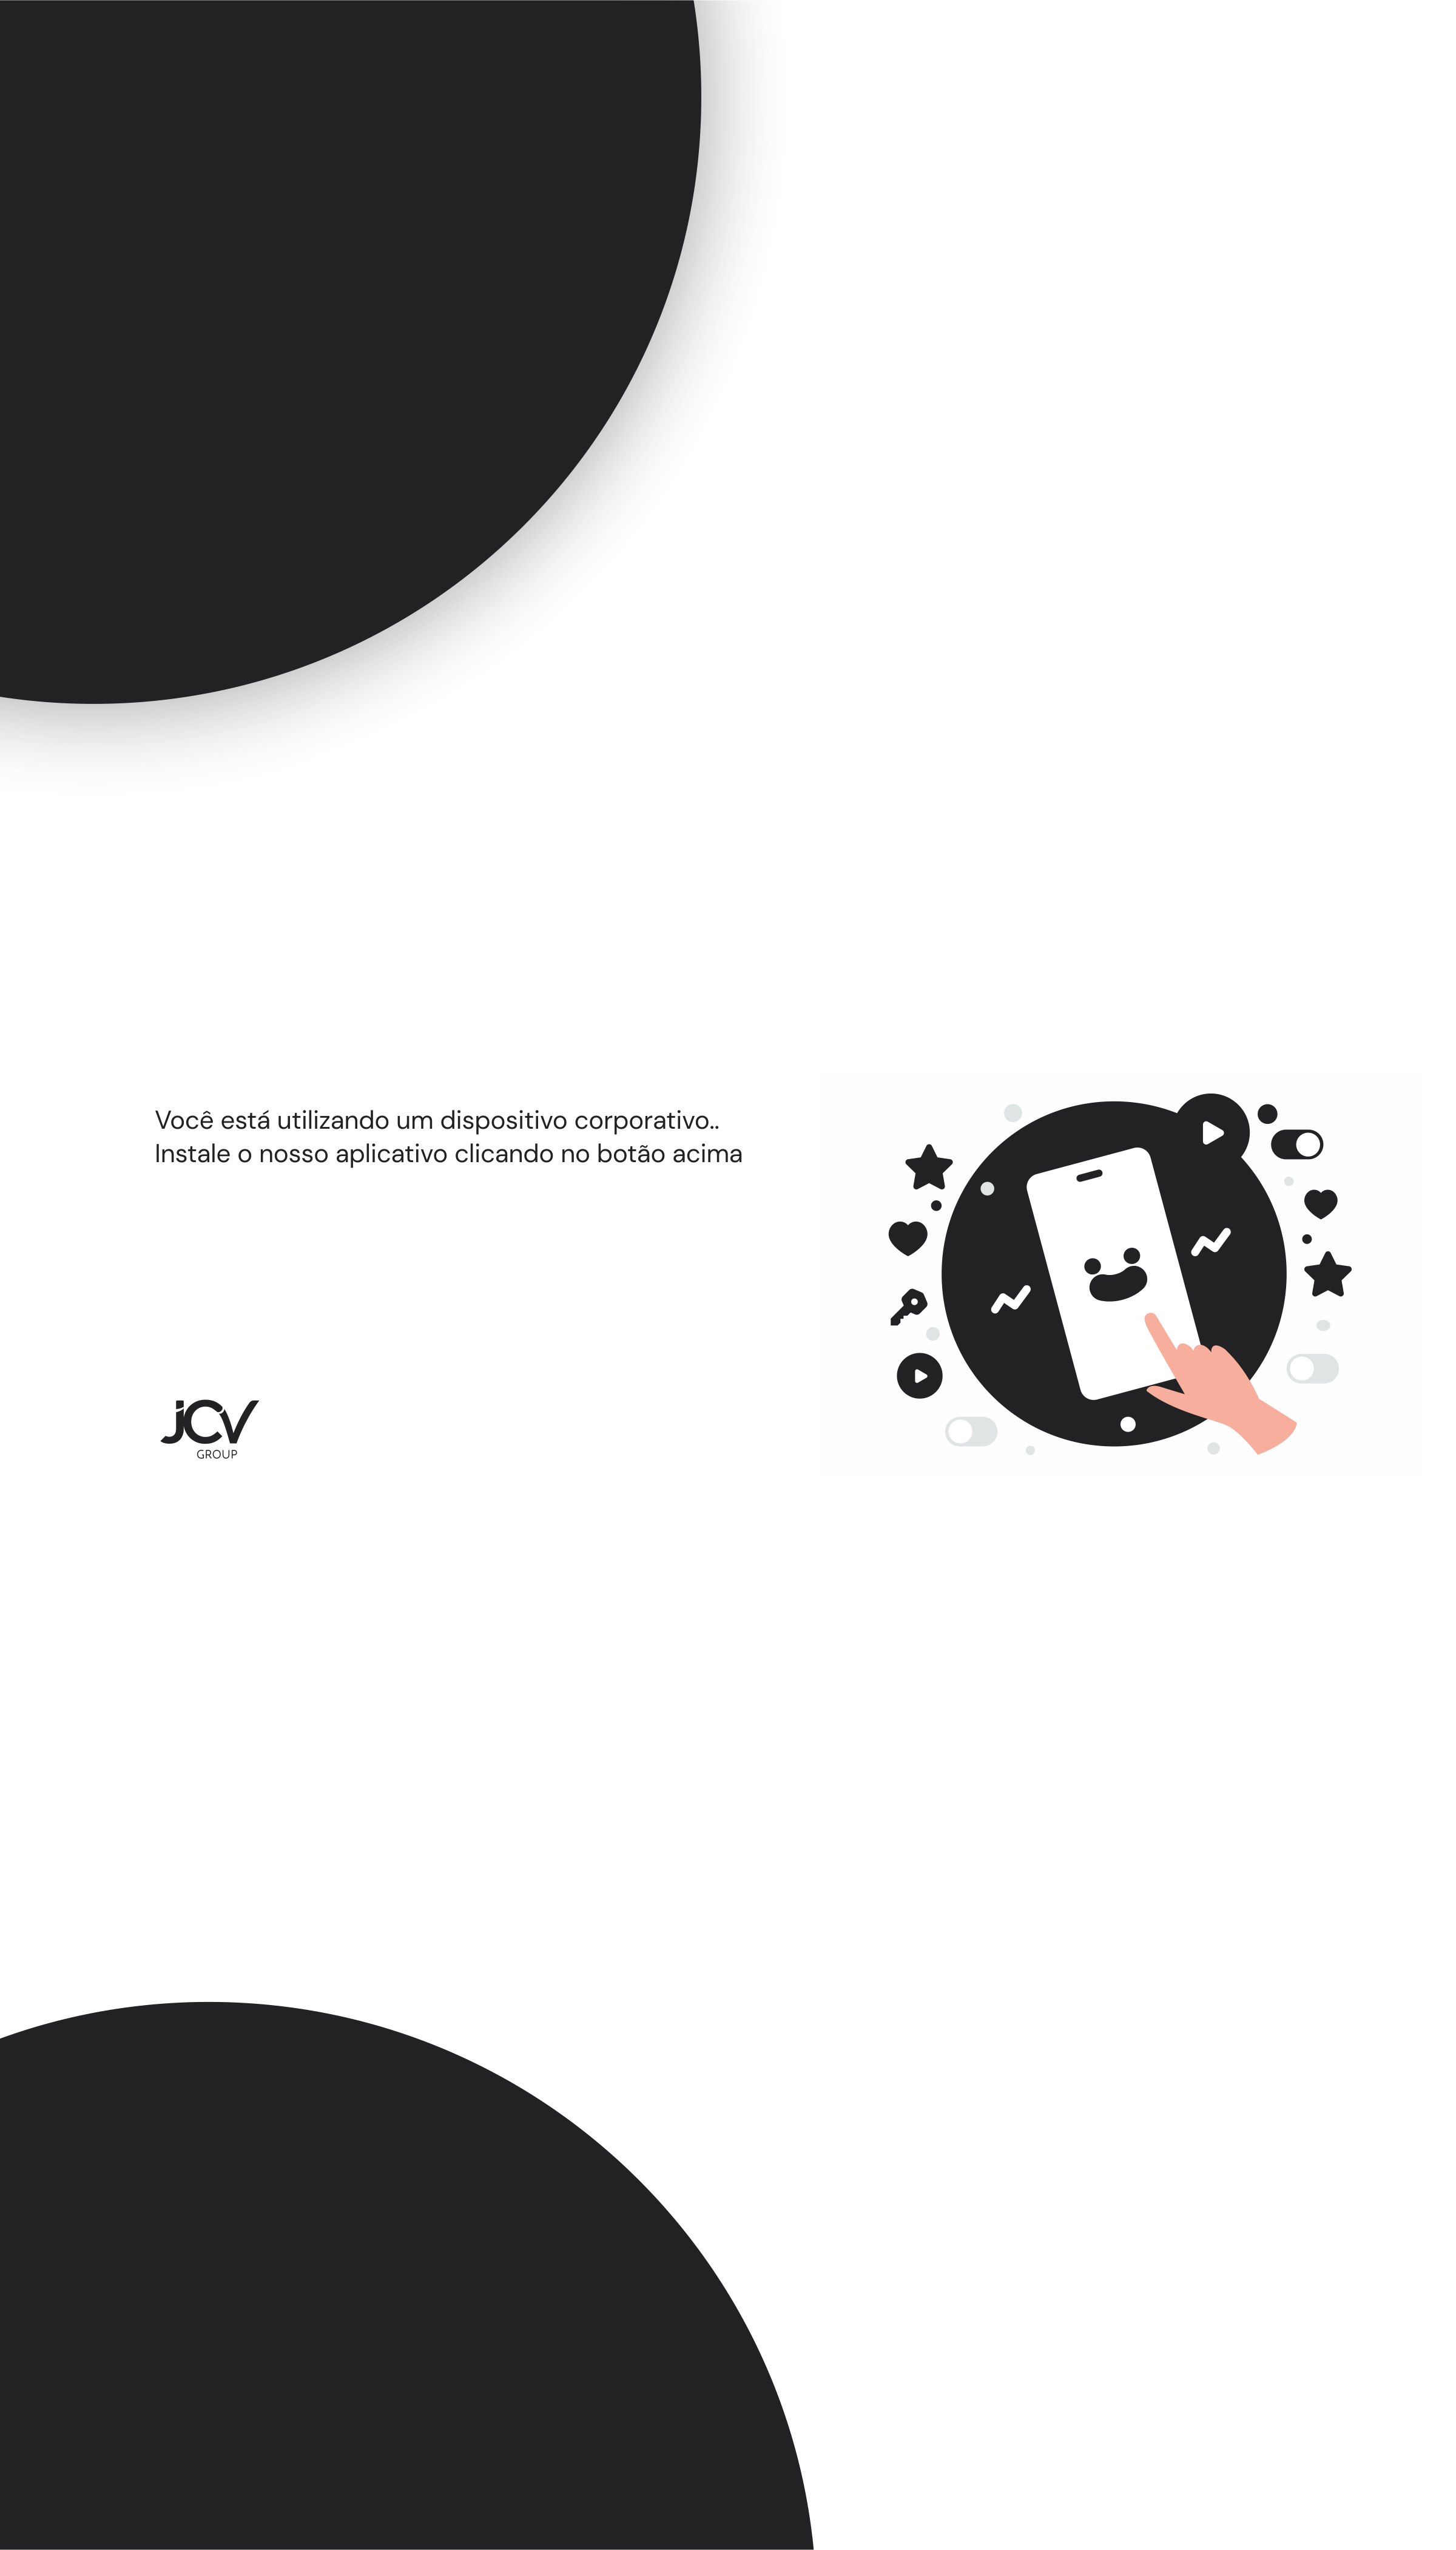 Você está utilizando um dispositivo corporativo..
Instale o nosso aplicativo clicando no botão acima
jCV
GROUP